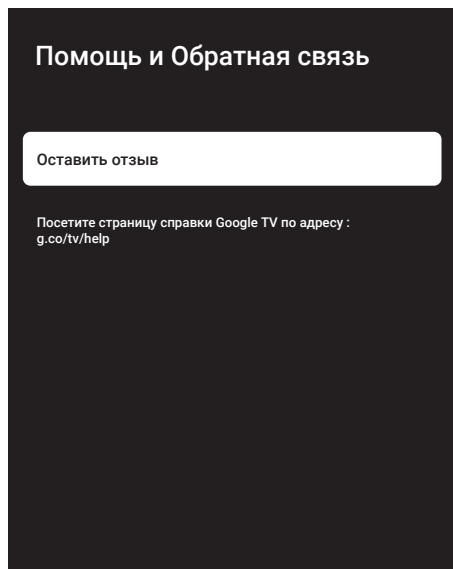 Помощь и Обратная связь
Оставить отзыв
Посетите страницу справки Google TV по адресу :
g.co/tv/help